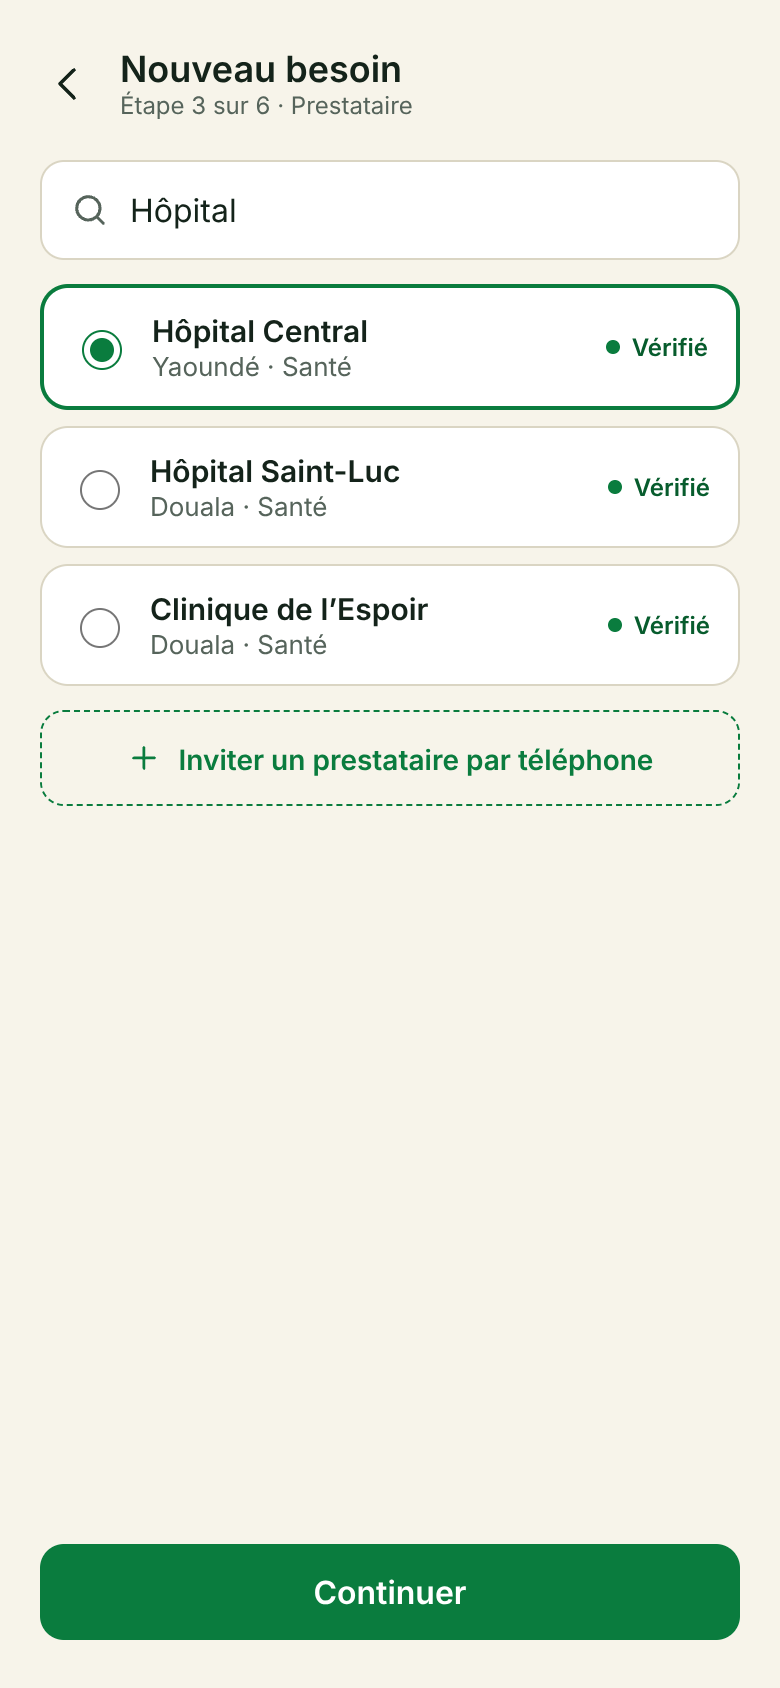 Nouveau besoin
Étape 3 sur 6 · Prestataire
Hôpital
Hôpital Central
Yaoundé · Santé
Vérifié
Hôpital Saint-Luc
Douala · Santé
Vérifié
Clinique de l’Espoir
Douala · Santé
Vérifié
Inviter un prestataire par téléphone
Continuer